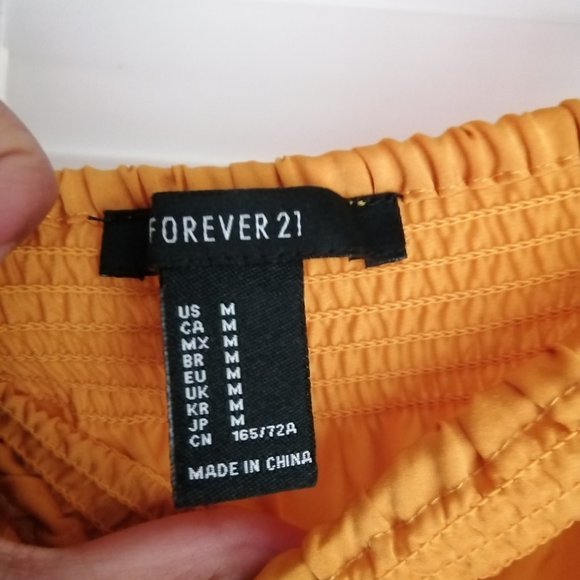 FOREVER 21
US M
CA M
MX M
BR M
EU M
UK M
KR M
JP M
CN 165/72A
MADE IN CHINA